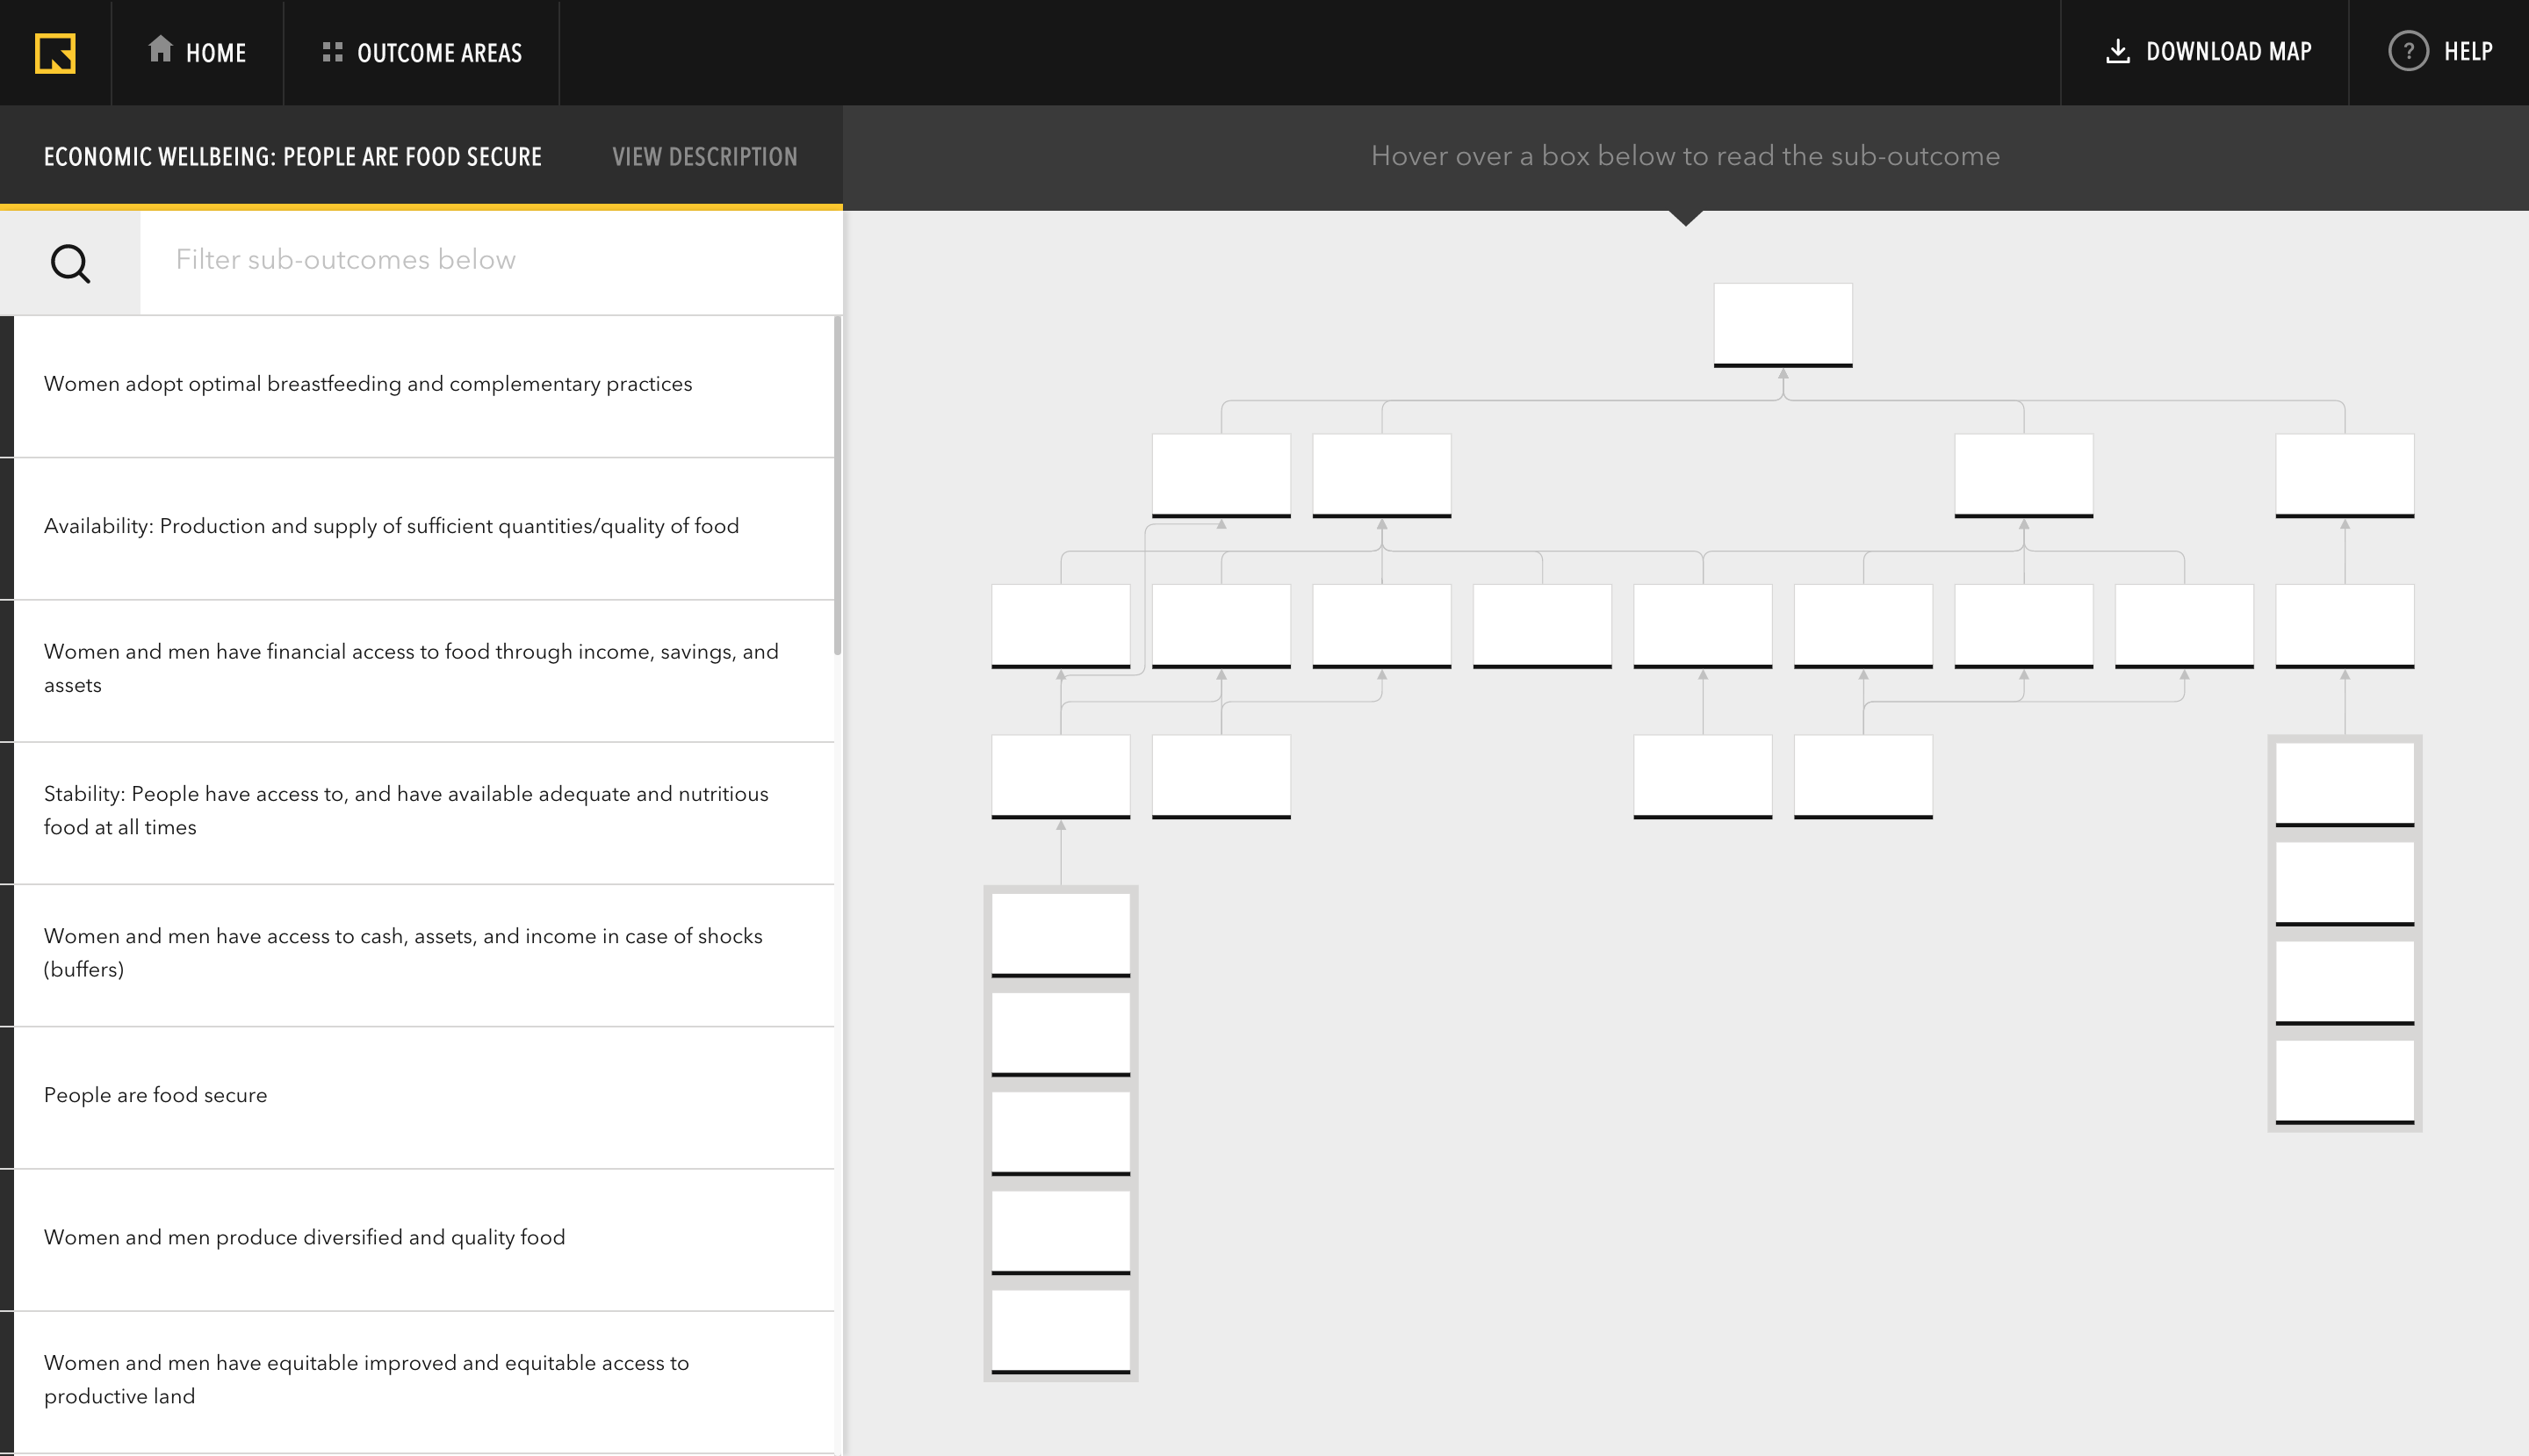 HOME
OUTCOME AREAS
DOWNLOAD MAP
? HELP
ECONOMIC WELLBEING: PEOPLE ARE FOOD SECURE
VIEW DESCRIPTION
Hover over a box below to read the sub-outcome
Filter sub-outcomes below
Women adopt optimal breastfeeding and complementary practices
Availability: Production and supply of sufficient quantities/quality of food
Women and men have financial access to food through income, savings, and
assets
Stability: People have access to, and have available adequate and nutritious
food at all times
Women and men have access to cash, assets, and income in case of shocks
(buffers)
People are food secure
Women and men produce diversified and quality food
Women and men have equitable improved and equitable access to
productive land